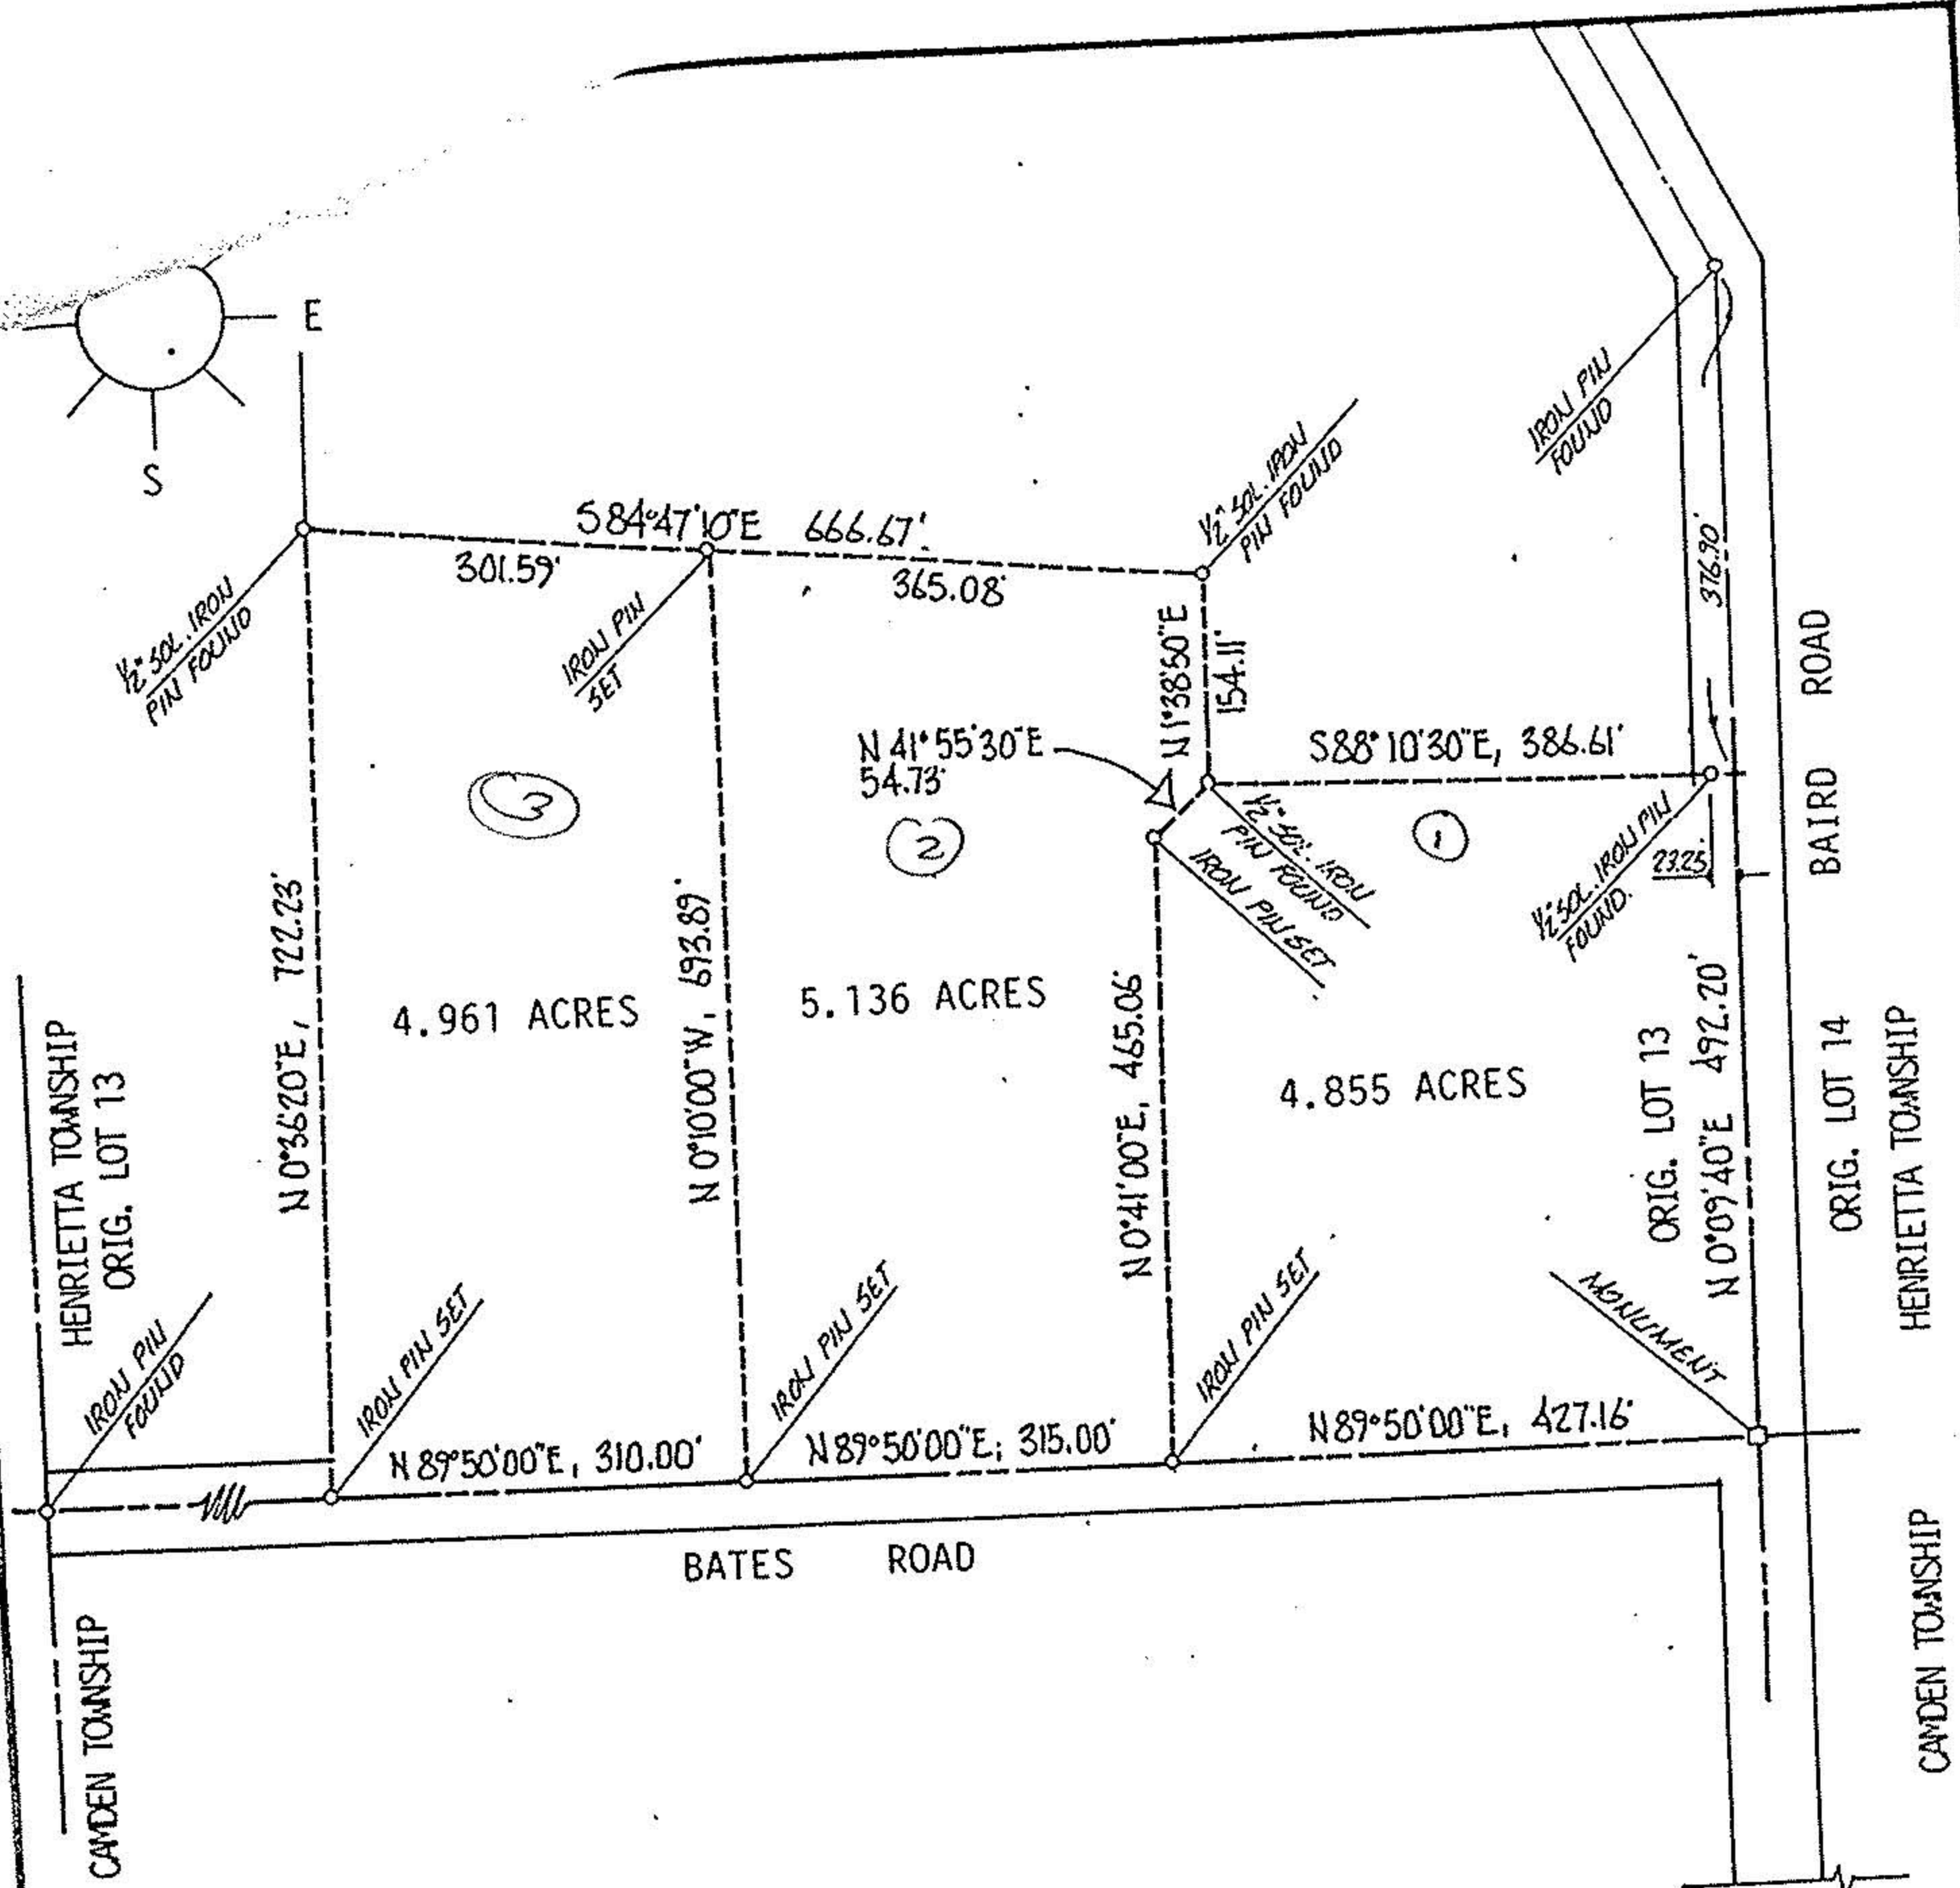 E
S
S84°47'10"E 666.67'
301.59'
365.08'
½" SOL. IRON
PIN FOUND
IRON PIN
SET
½" SOL. IRON
PIN FOUND
IRON PIN
FOUND
376.90'
N 1°38'50"E
154.11'
N 41°55'30"E
54.73'
S88°10'30"E, 386.61'
½" SOL. IRON
PIN FOUND
IRON PIN SET
½" SOL. IRON PIN
FOUND.
23.25'
BAIRD ROAD
3
2
1
N 0°36'20"E, 722.23'
4.961 ACRES
N 0°10'00"W, 693.89'
5.136 ACRES
N 0°41'00"E, 465.06'
4.855 ACRES
ORIG. LOT 13
N 0°09'40"E 492.20'
ORIG. LOT 14
HENRIETTA TOWNSHIP
HENRIETTA TOWNSHIP
ORIG. LOT 13
IRON PIN
FOUND
IRON PIN SET
IRON PIN SET
IRON PIN SET
MONUMENT
N 89°50'00"E, 310.00'
N 89°50'00"E, 315.00'
N 89°50'00"E, 427.16'
BATES ROAD
CAMDEN TOWNSHIP
CAMDEN TOWNSHIP